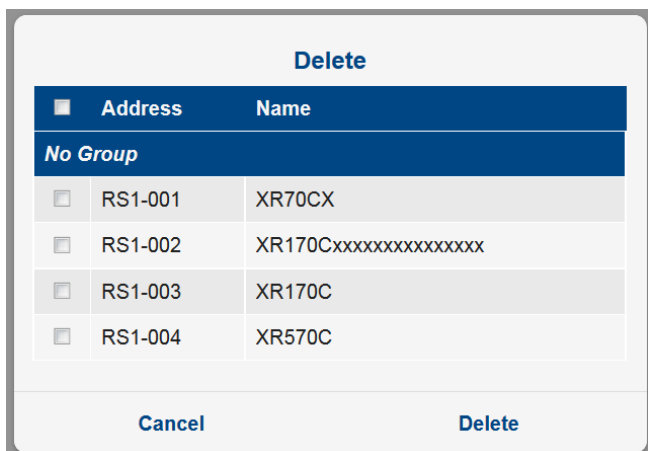 Delete
Address Name
No Group
RS1-001 XR70CX
RS1-002 XR170Cxxxxxxxxxxxxxxx
RS1-003 XR170C
RS1-004 XR570C
Cancel Delete